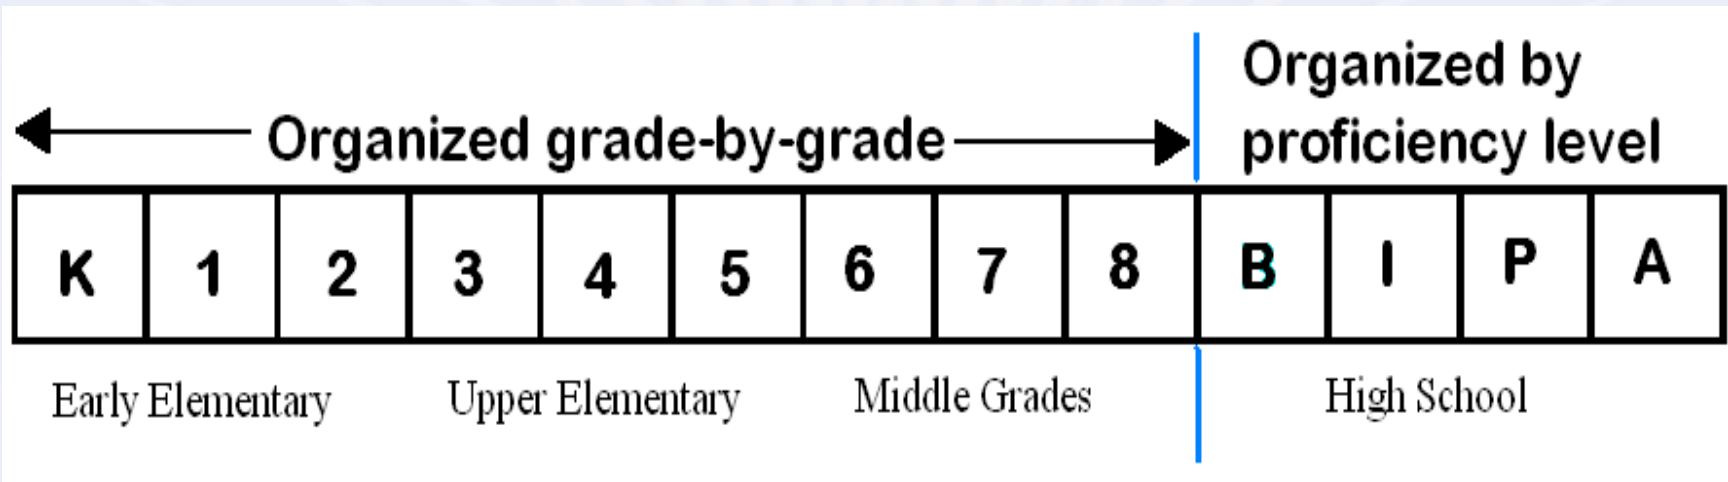 Organized by
proficiency level
Organized grade-by-grade
K 1 2 3 4 5 6 7 8 B I P A
Early Elementary Upper Elementary Middle Grades High School